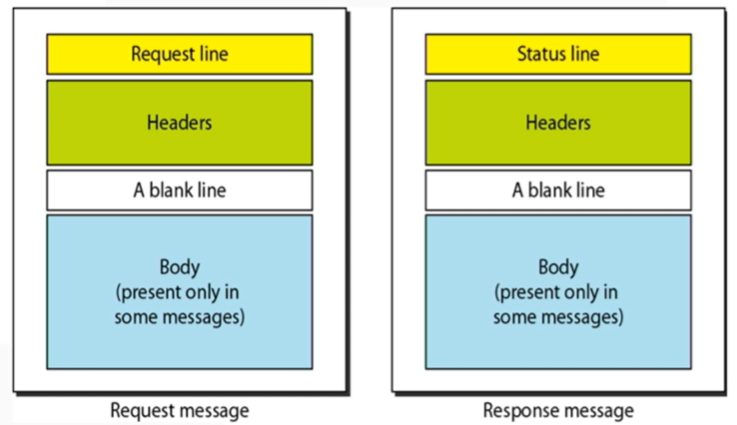 Request line
Headers
A blank line
Body
(present only in
some messages)
Request message
Status line
Headers
A blank line
Body
(present only in
some messages)
Response message